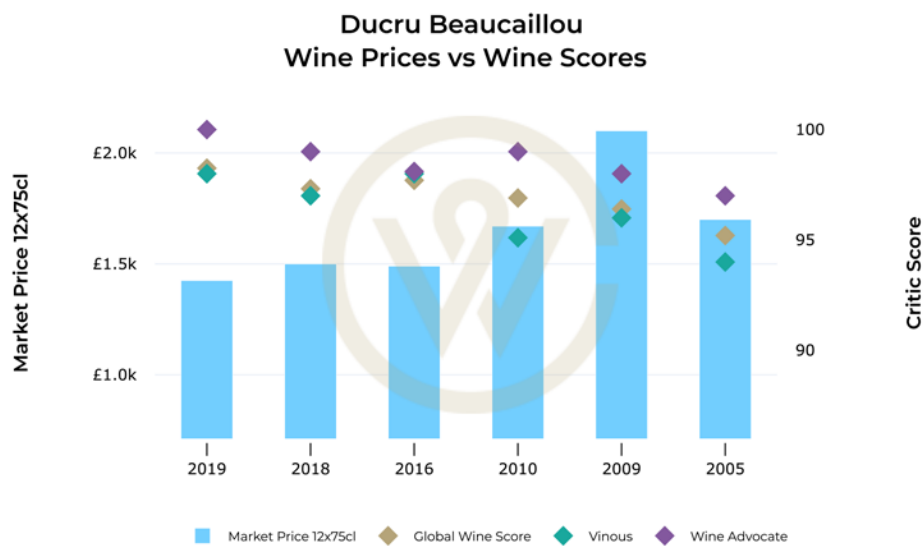 Ducru Beaucaillou
Wine Prices vs Wine Scores
Market Price 12x75cl
£2.0k
£1.5k
£1.0k
100
95
90
Critic Score
2019
2018
2016
2010
2009
2005
Market Price 12x75cl
Global Wine Score
Vinous
Wine Advocate